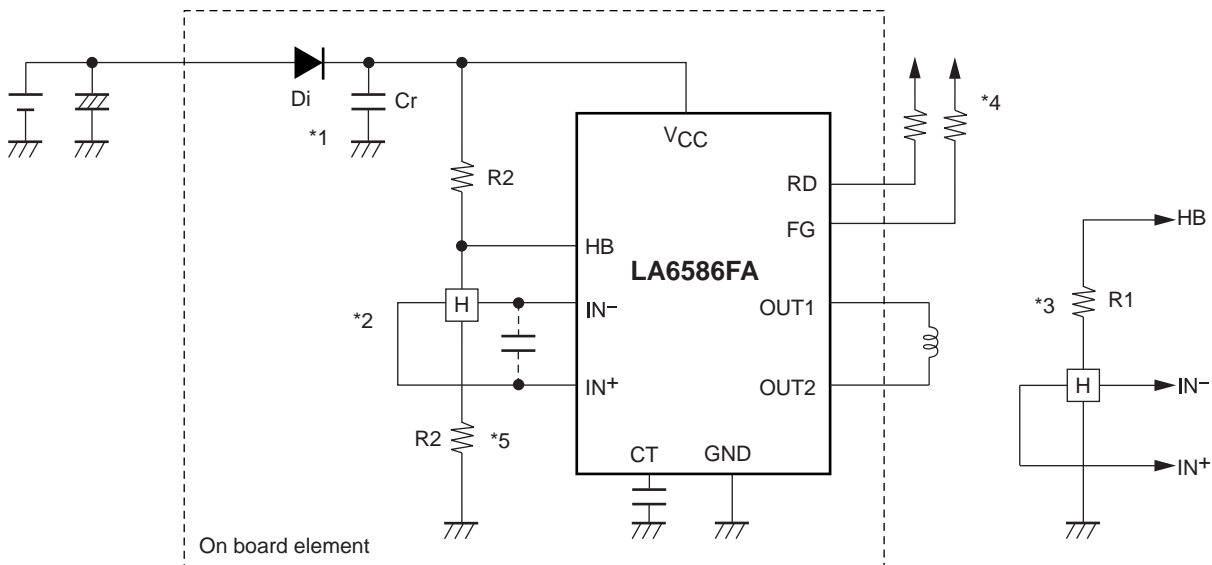 Di
Cr
*1
*4
VCC
R2
RD
FG
HB
HB
LA6586FA
*3
R1
*2
H
IN−
OUT1
H
IN−
IN+
OUT2
R2
*5
CT
GND
IN+
On board element